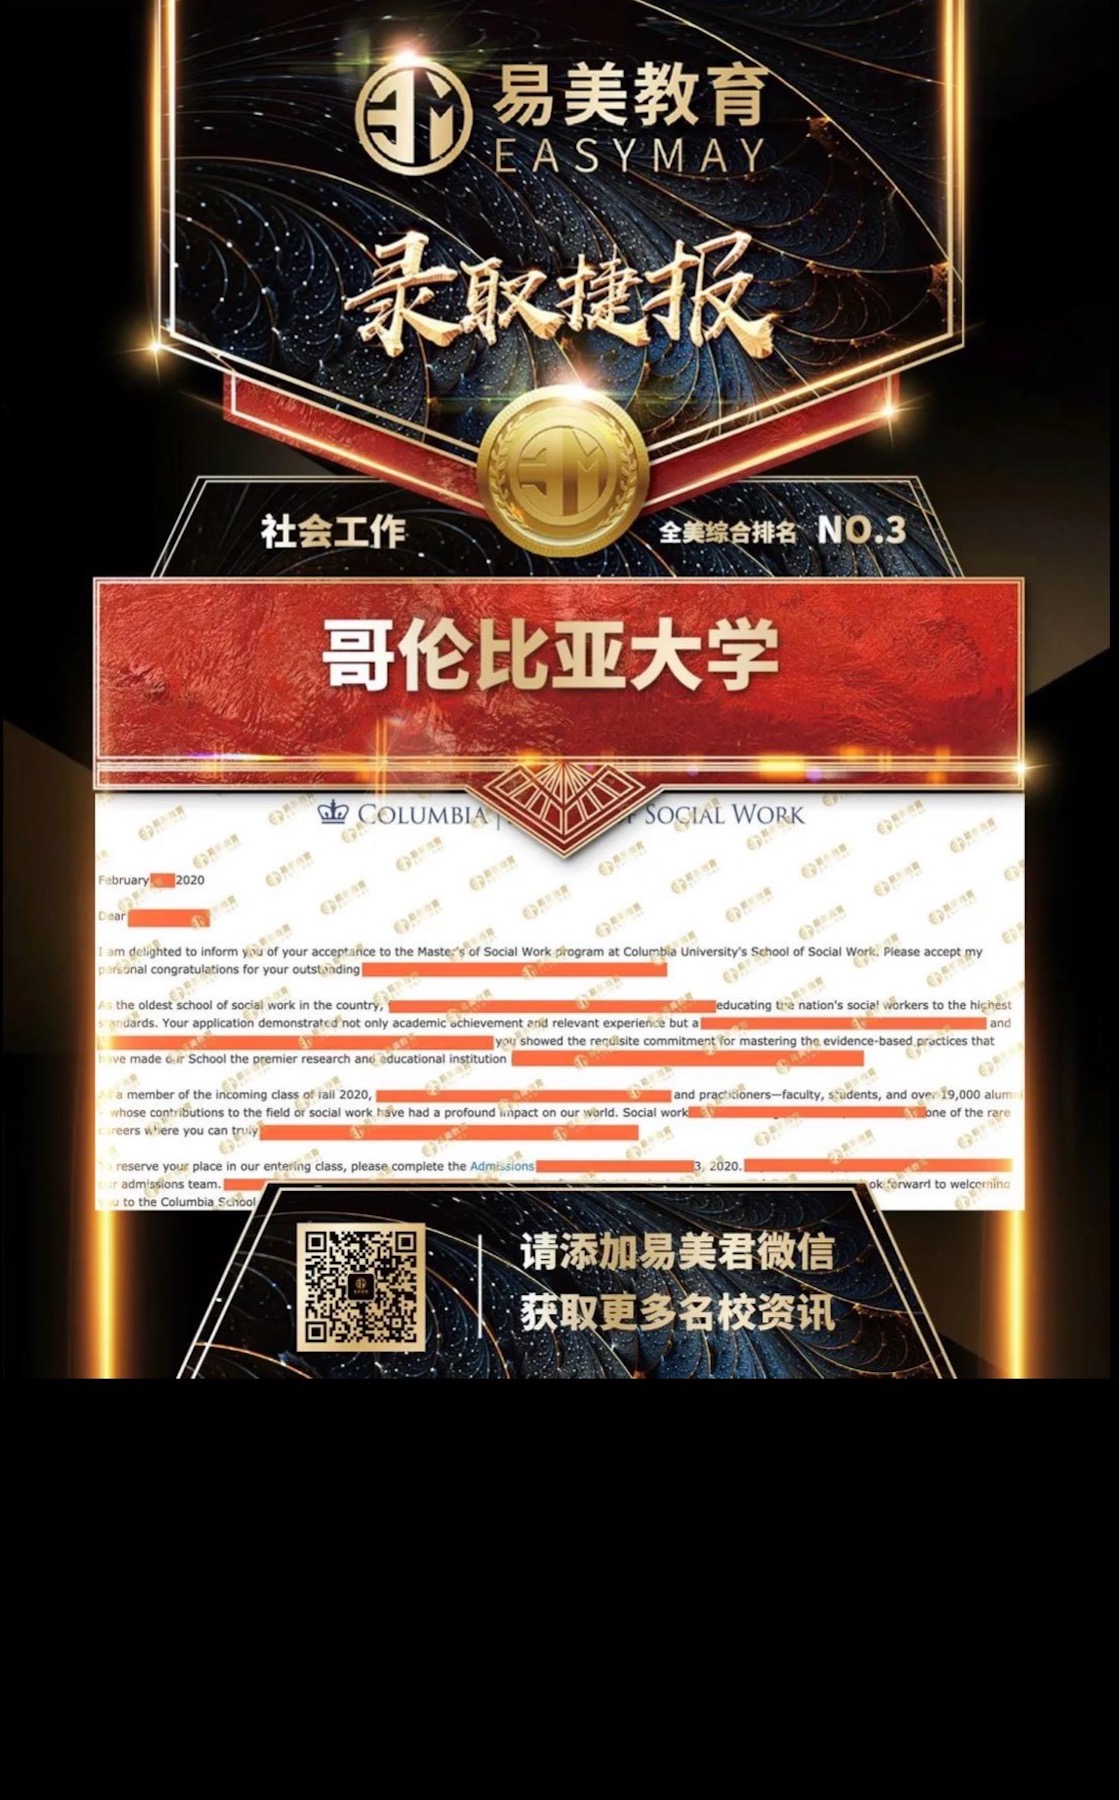 易美教育
EASYMAY
录取捷报
社会工作
全美综合排名 NO.3
哥伦比亚大学
COLUMBIA | SOCIAL WORK
February 2020
Dear
I am delighted to inform you of your acceptance to the Master's of Social Work program at Columbia University's School of Social Work. Please accept my
personal congratulations for your outstanding
As the oldest school of social work in the country, educating the nation's social workers to the highest
standards. Your application demonstrated not only academic achievement and relevant experience but a and
you showed the requisite commitment for mastering the evidence-based practices that
have made our School the premier research and educational institution
a member of the incoming class of fall 2020, and practitioners—faculty, students, and over 19,000 alumni
whose contributions to the field of social work have had a profound impact on our world. Social work one of the rare
careers where you can truly
reserve your place in our entering class, please complete the Admissions 3, 2020.
admissions team. forward to welcoming
you to the Columbia School
请添加易美君微信
获取更多名校资讯